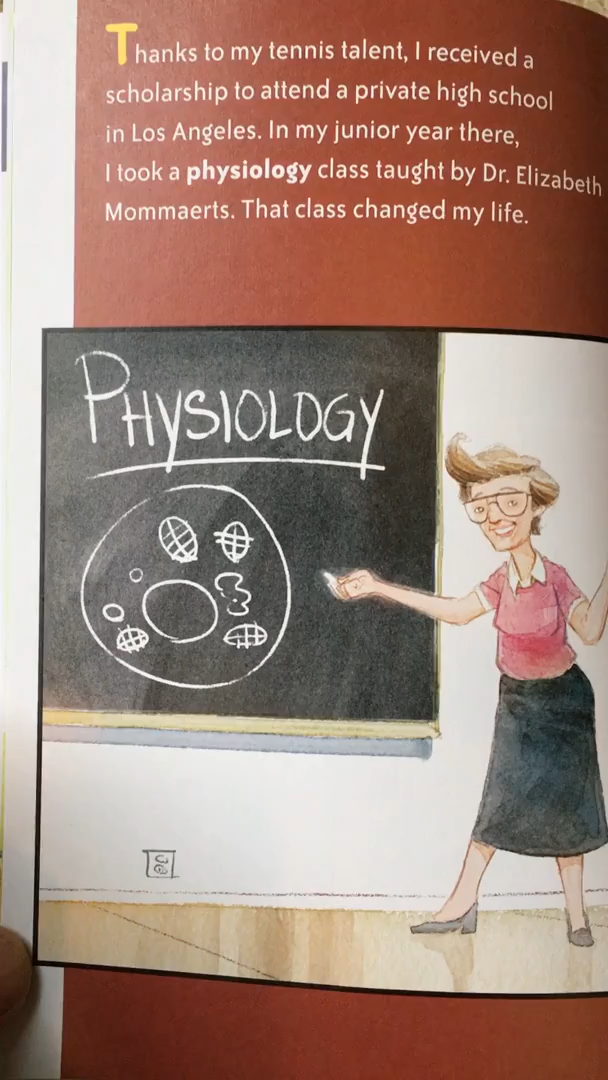 Thanks to my tennis talent, I received a
scholarship to attend a private high school
in Los Angeles. In my junior year there,
I took a physiology class taught by Dr. Elizabeth
Mommaerts. That class changed my life.
PHYSIOLOGY